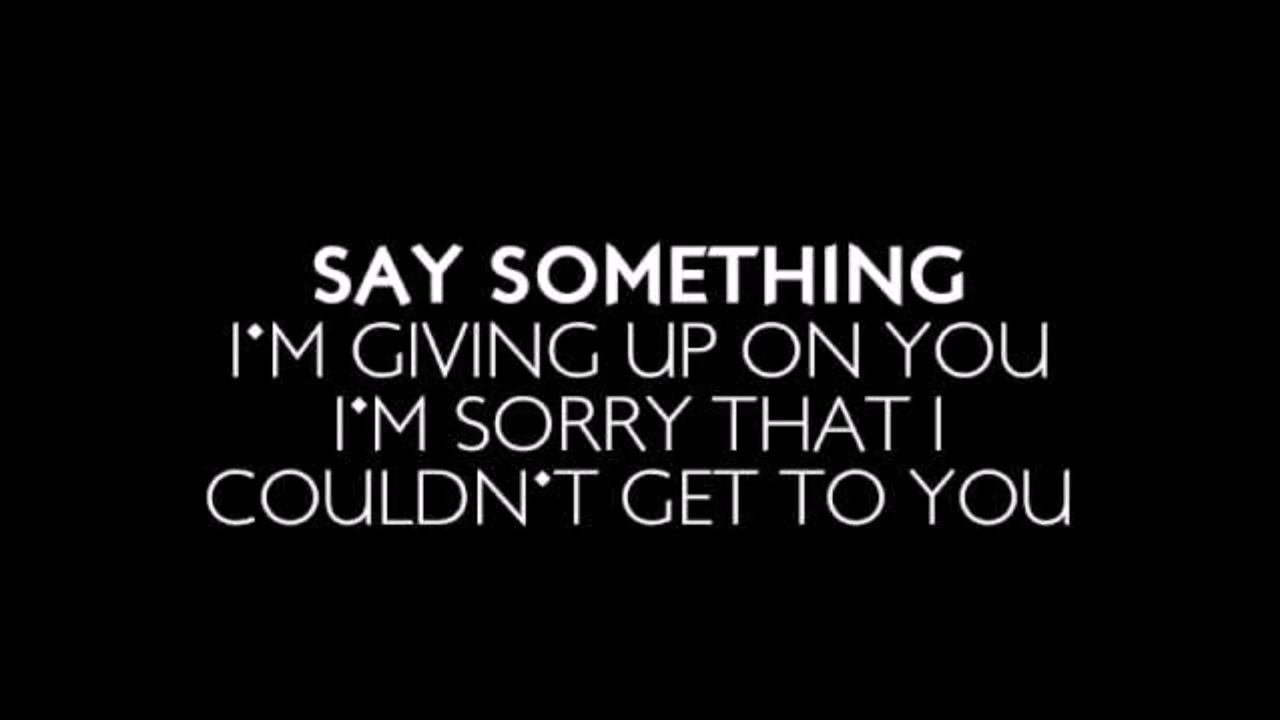 SAY SOMETHING
I'M GIVING UP ON YOU
I'M SORRY THAT I
COULDN'T GET TO YOU